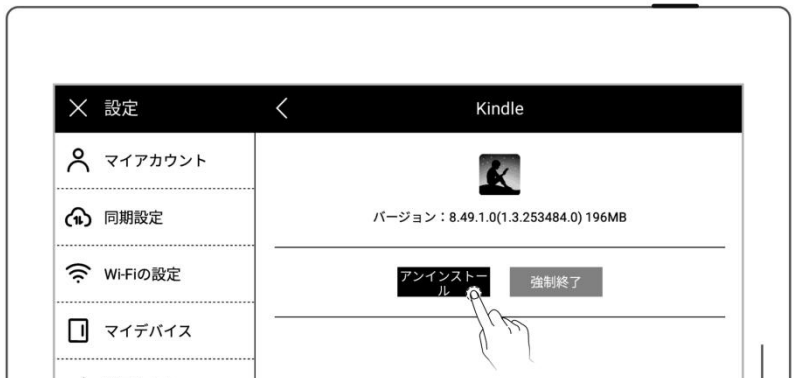 設定
Kindle
マイアカウント
同期設定
Wi-Fiの設定
マイデバイス
バージョン：8.49.1.0(1.3.253484.0) 196MB
アンインストー
ル
強制終了